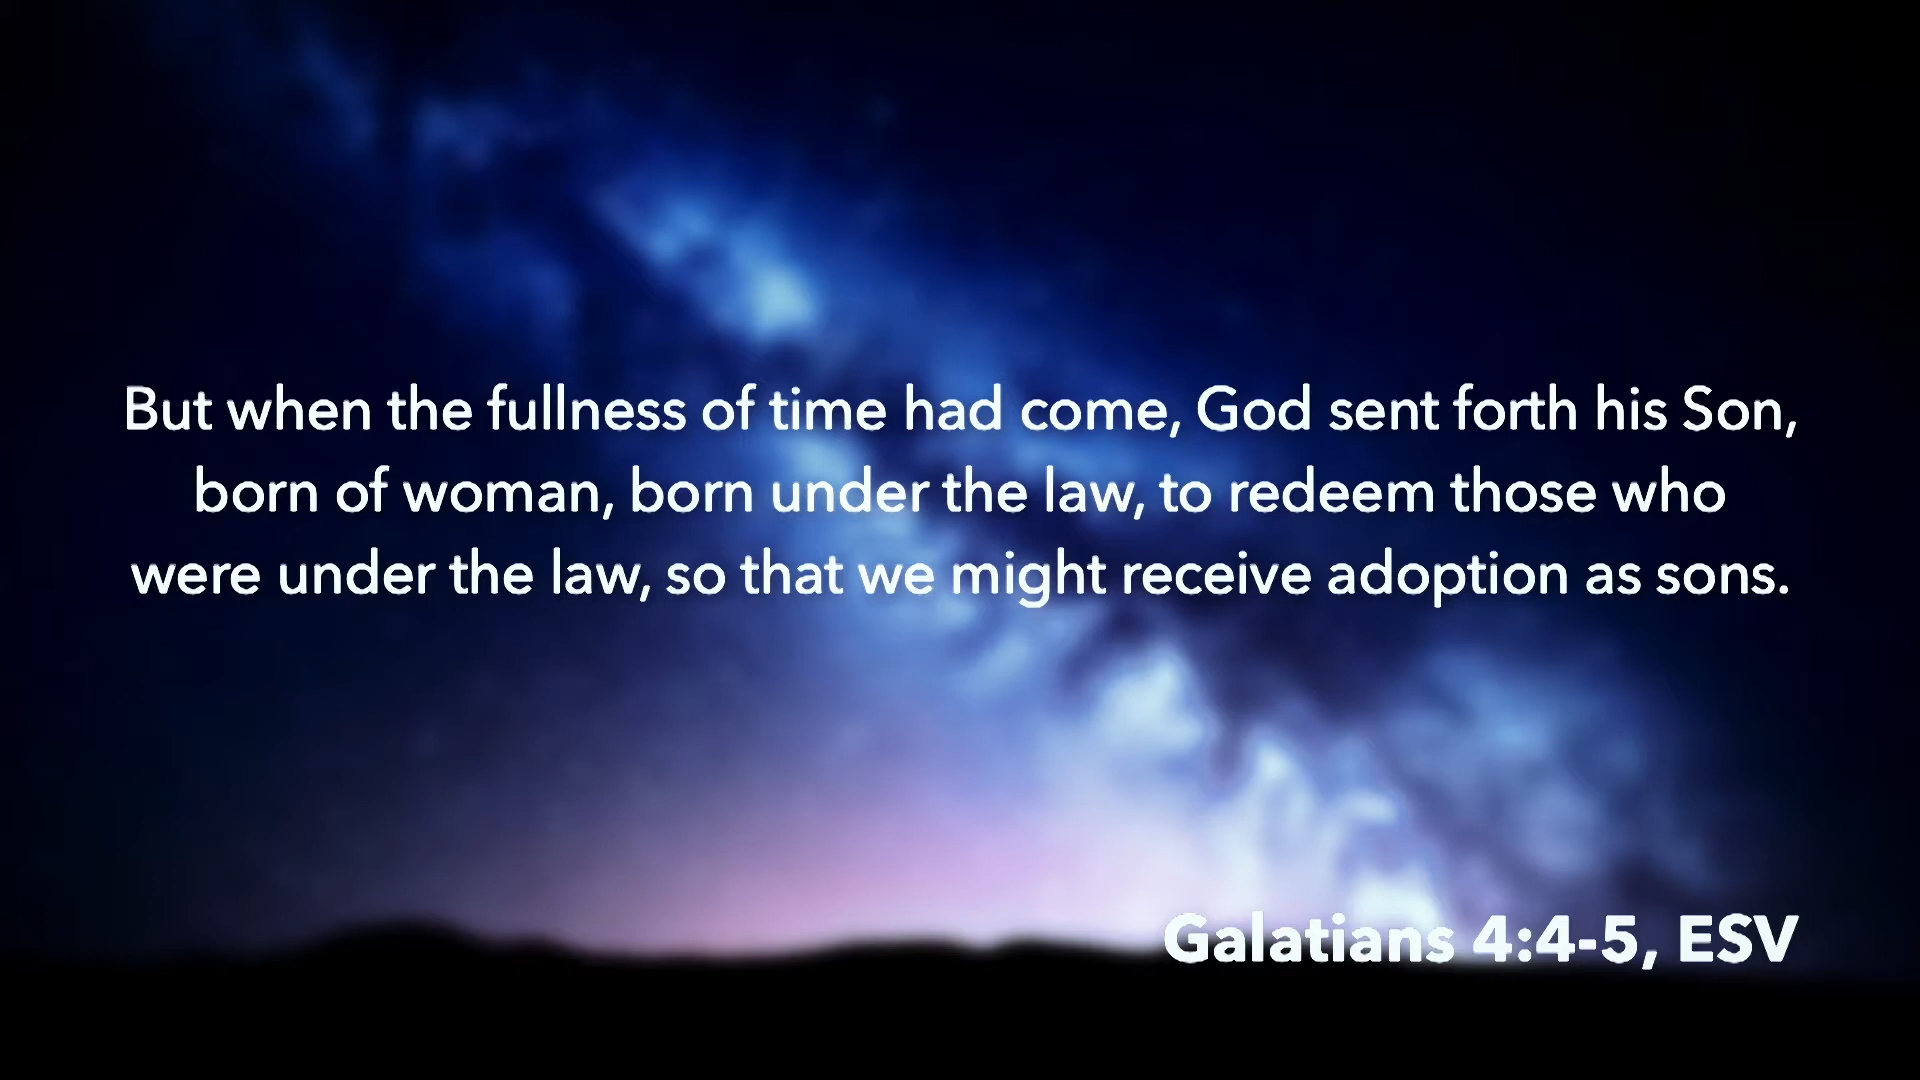 But when the fullness of time had come, God sent forth his Son,
born of woman, born under the law, to redeem those who
were under the law, so that we might receive adoption as sons.
Galatians 4:4-5, ESV